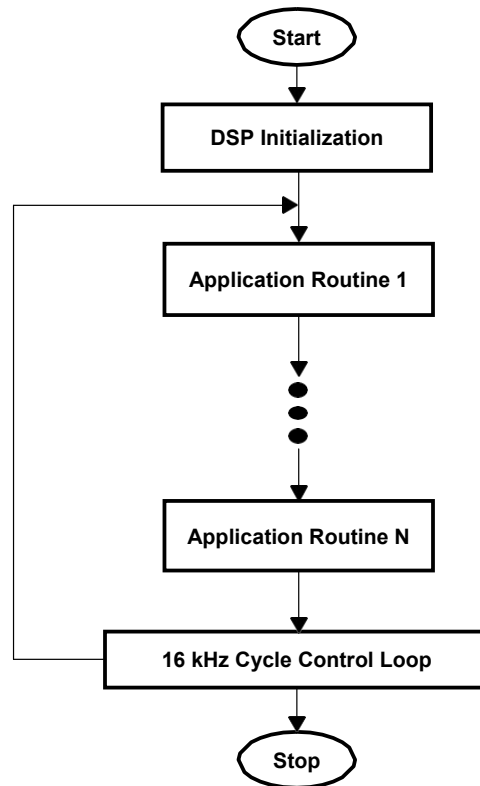 Start
DSP Initialization
Application Routine 1
Application Routine N
16 kHz Cycle Control Loop
Stop